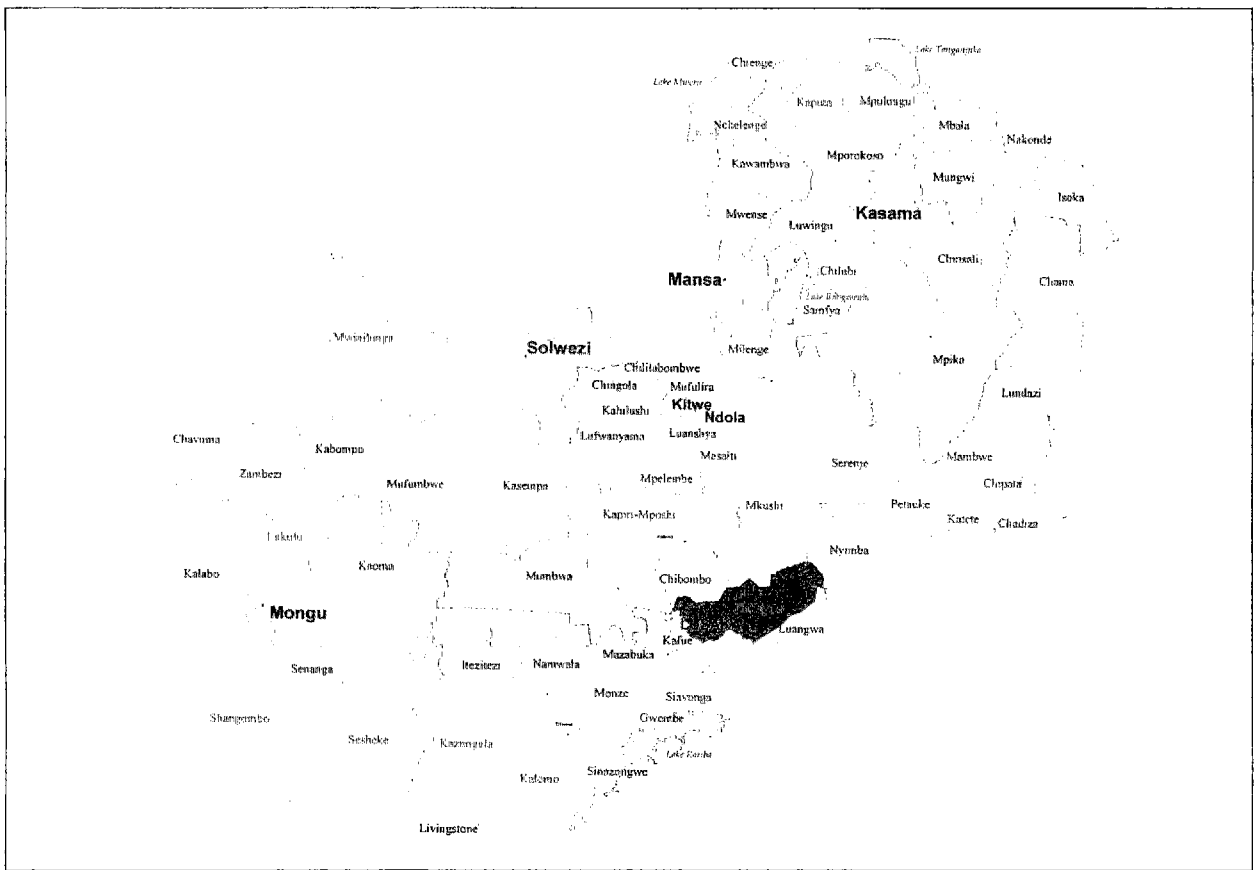 Lake Tanganyika
Chienge
Lake Mweru
Kaputa
Mpulungu
Nchelenge
Mbala
Nakonde
Kawambwa
Mporokoso
Mungwi
Isoka
Mwense
Luwingu
Kasama
Chinsali
Chilubi
Mansa
Chama
Lake Bangweulu
Samfya
Mwinilunga
Solwezi
Milenge
Mpika
Chililabombwe
Chingola
Mufulira
Lundazi
Kalulushi
Kitwe
Ndola
Lufwanyama
Luanshya
Chavuma
Kabompo
Masaiti
Mambwe
Serenje
Zambezi
Mufumbwe
Kasempa
Mpelembe
Chipata
Kapiri-Mposhi
Mkushi
Petauke
Katete
Chadiza
Lukulu
Nyimba
Kalabo
Kaoma
Mumbwa
Chibombo
Mongu
Luangwa
Kafue
Mazabuka
Senanga
Itezitezi
Namwala
Monze
Siavonga
Shangombo
Gwembe
Sesheke
Kazungula
Lake Kariba
Kalomo
Sinazongwe
Livingstone